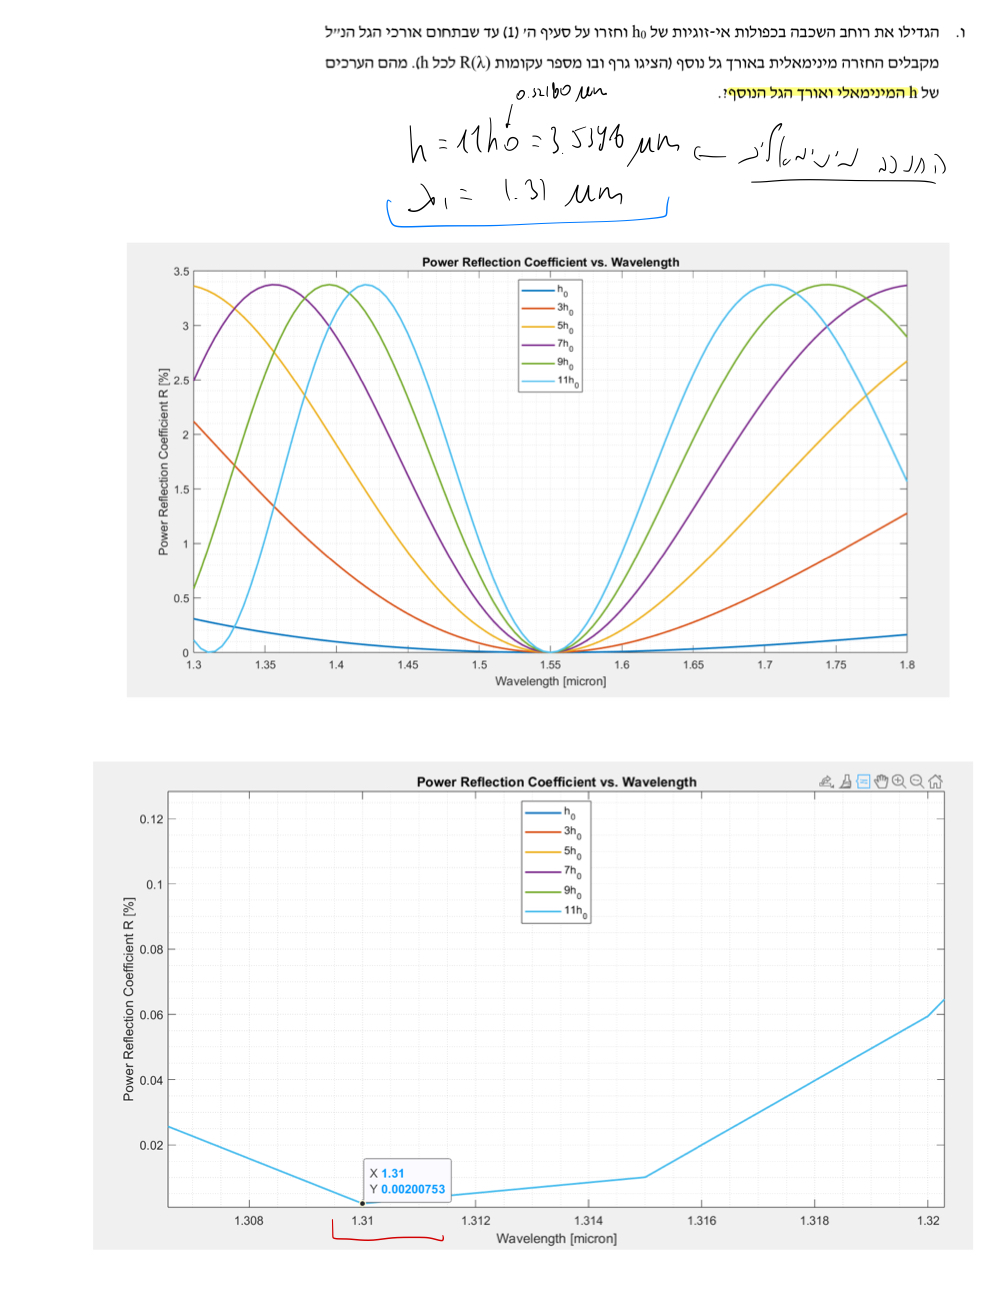 ו. הגדילו את רוחב השכבה בכפולות אי-זוגיות של h0 וחזרו על סעיף ה' (1) עד שבתחום אורכי הגל הנ"ל
מקבלים החזרה מינימאלית באורך גל נוסף (הציגו גרף ובו מספר עקומות R(λ) לכל h). מהם הערכים
של h המינימאלי ואורך הגל הנוסף?.
μm
h = 11h0 = 3.5376 μm ← מינימאלי
λ1 = 1.31 μm
Power Reflection Coefficient vs. Wavelength
Power Reflection Coefficient R [%]
3.5
3
2.5
2
1.5
1
0.5
0
h0
3h0
5h0
7h0
9h0
11h0
1.3 1.35 1.4 1.45 1.5 1.55 1.6 1.65 1.7 1.75 1.8
Wavelength [micron]
Power Reflection Coefficient vs. Wavelength
Power Reflection Coefficient R [%]
0.12
0.1
0.08
0.06
0.04
0.02
h0
3h0
5h0
7h0
9h0
11h0
X 1.31
Y 0.00200753
1.308 1.31 1.312 1.314 1.316 1.318 1.32
Wavelength [micron]